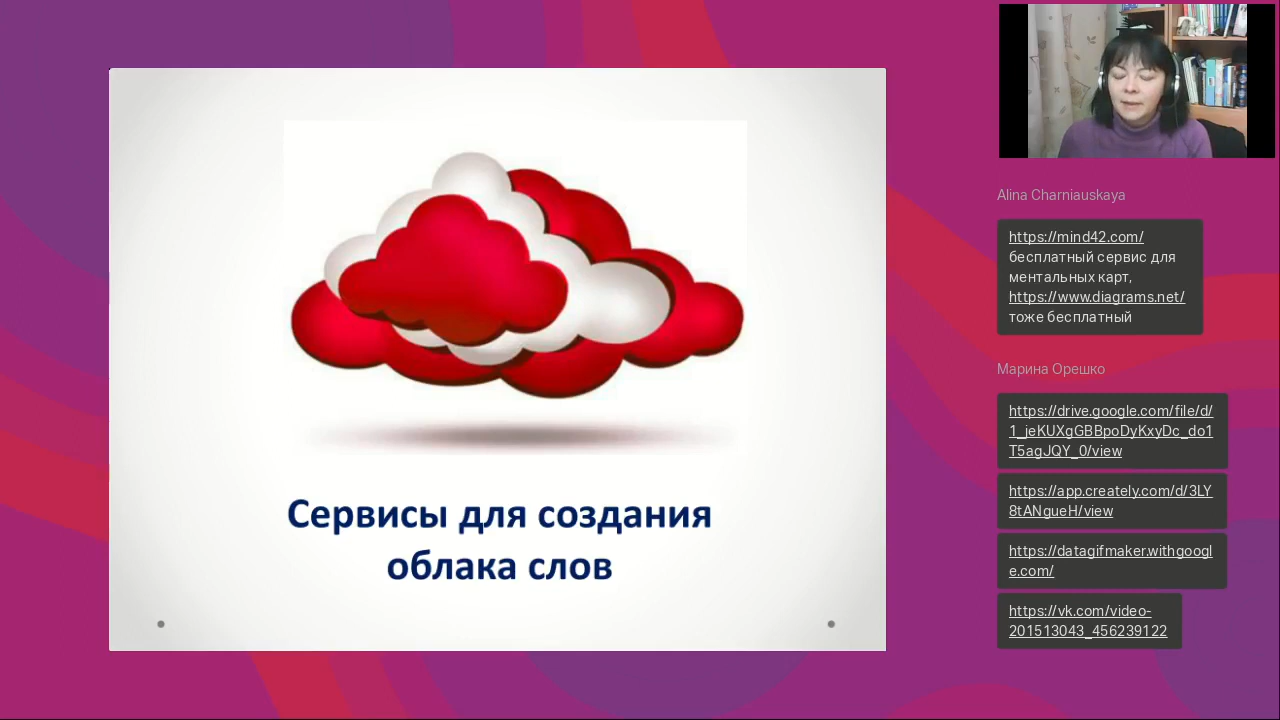 Сервисы для создания
облака слов
Alina Charniauskaya
https://mind42.com/
бесплатный сервис для
ментальных карт,
https://www.diagrams.net/
тоже бесплатный
Марина Орешко
https://drive.google.com/file/d/
1_jeKUXgGBBpoDyKxyDc_do1
T5agJQY_0/view
https://app.creately.com/d/3LY
8tANgueH/view
https://datagifmaker.withgoogl
e.com/
https://vk.com/video-
201513043_456239122